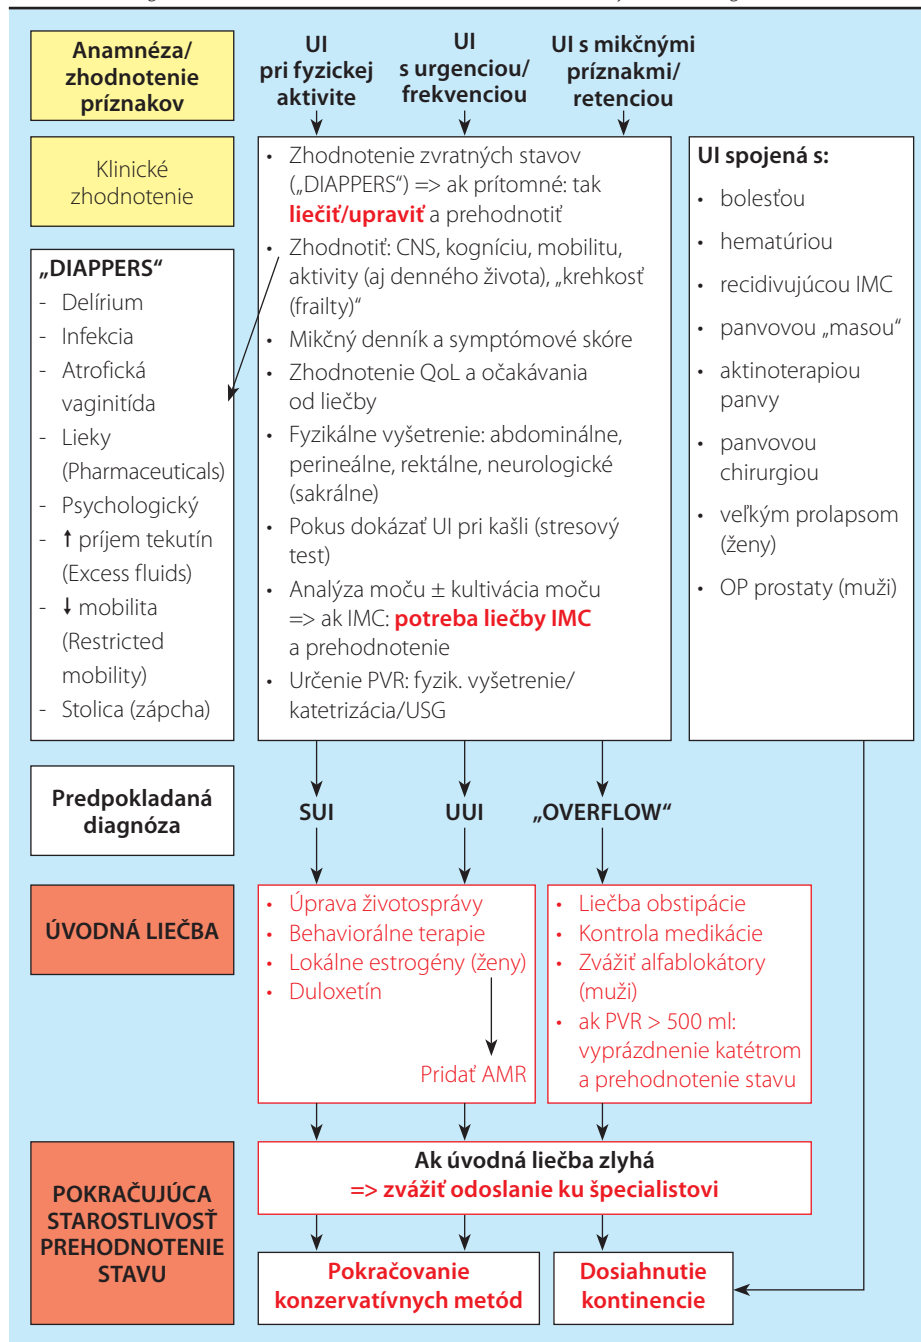 Anamnéza/
zhodnotenie
príznakov
UI
pri fyzickej
aktivite
UI
s urgenciou/
frekvenciou
UI s mikčnými
príznakmi/
retenciou
Klinické
zhodnotenie
„DIAPPERS“
- Delírium
- Infekcia
- Atrofická
vaginitída
- Lieky
(Pharmaceuticals)
- Psychologický
- ↑ príjem tekutín
(Excess fluids)
- ↓ mobilita
(Restricted
mobility)
- Stolica (zápcha)
• Zhodnotenie zvratných stavov
(„DIAPPERS“) => ak prítomné: tak
liečiť/upraviť a prehodnotiť
• Zhodnotiť: CNS, kogníciu, mobilitu,
aktivity (aj denného života), „krehkosť
(frailty)“
• Mikčný denník a symptómové skóre
• Zhodnotenie QoL a očakávania
od liečby
• Fyzikálne vyšetrenie: abdominálne,
perineálne, rektálne, neurologické
(sakrálne)
• Pokus dokázať UI pri kašli (stresový
test)
• Analýza moču ± kultivácia moču
=> ak IMC: potreba liečby IMC
a prehodnotenie
• Určenie PVR: fyzik. vyšetrenie/
katetrizácia/USG
UI spojená s:
• bolesťou
• hematúriou
• recidivujúcou IMC
• panvovou „masou“
• aktinoterapiou
panvy
• panvovou
chirurgiou
• veľkým prolapsom
(ženy)
• OP prostaty (muži)
Predpokladaná
diagnóza
SUI
UUI
„OVERFLOW“
ÚVODNÁ LIEČBA
• Úprava životosprávy
• Behaviorálne terapie
• Lokálne estrogény (ženy)
• Duloxetín
Pridať AMR
• Liečba obstipácie
• Kontrola medikácie
• Zvážiť alfablokátory
(muži)
• ak PVR > 500 ml:
vyprázdnenie katétrom
a prehodnotenie stavu
POKRAČUJÚCA
STAROSTLIVOSŤ
PREHODNOTENIE
STAVU
Ak úvodná liečba zlyhá
=> zvážiť odoslanie ku špecialistovi
Pokračovanie
konzervatívnych metód
Dosiahnutie
kontinencie